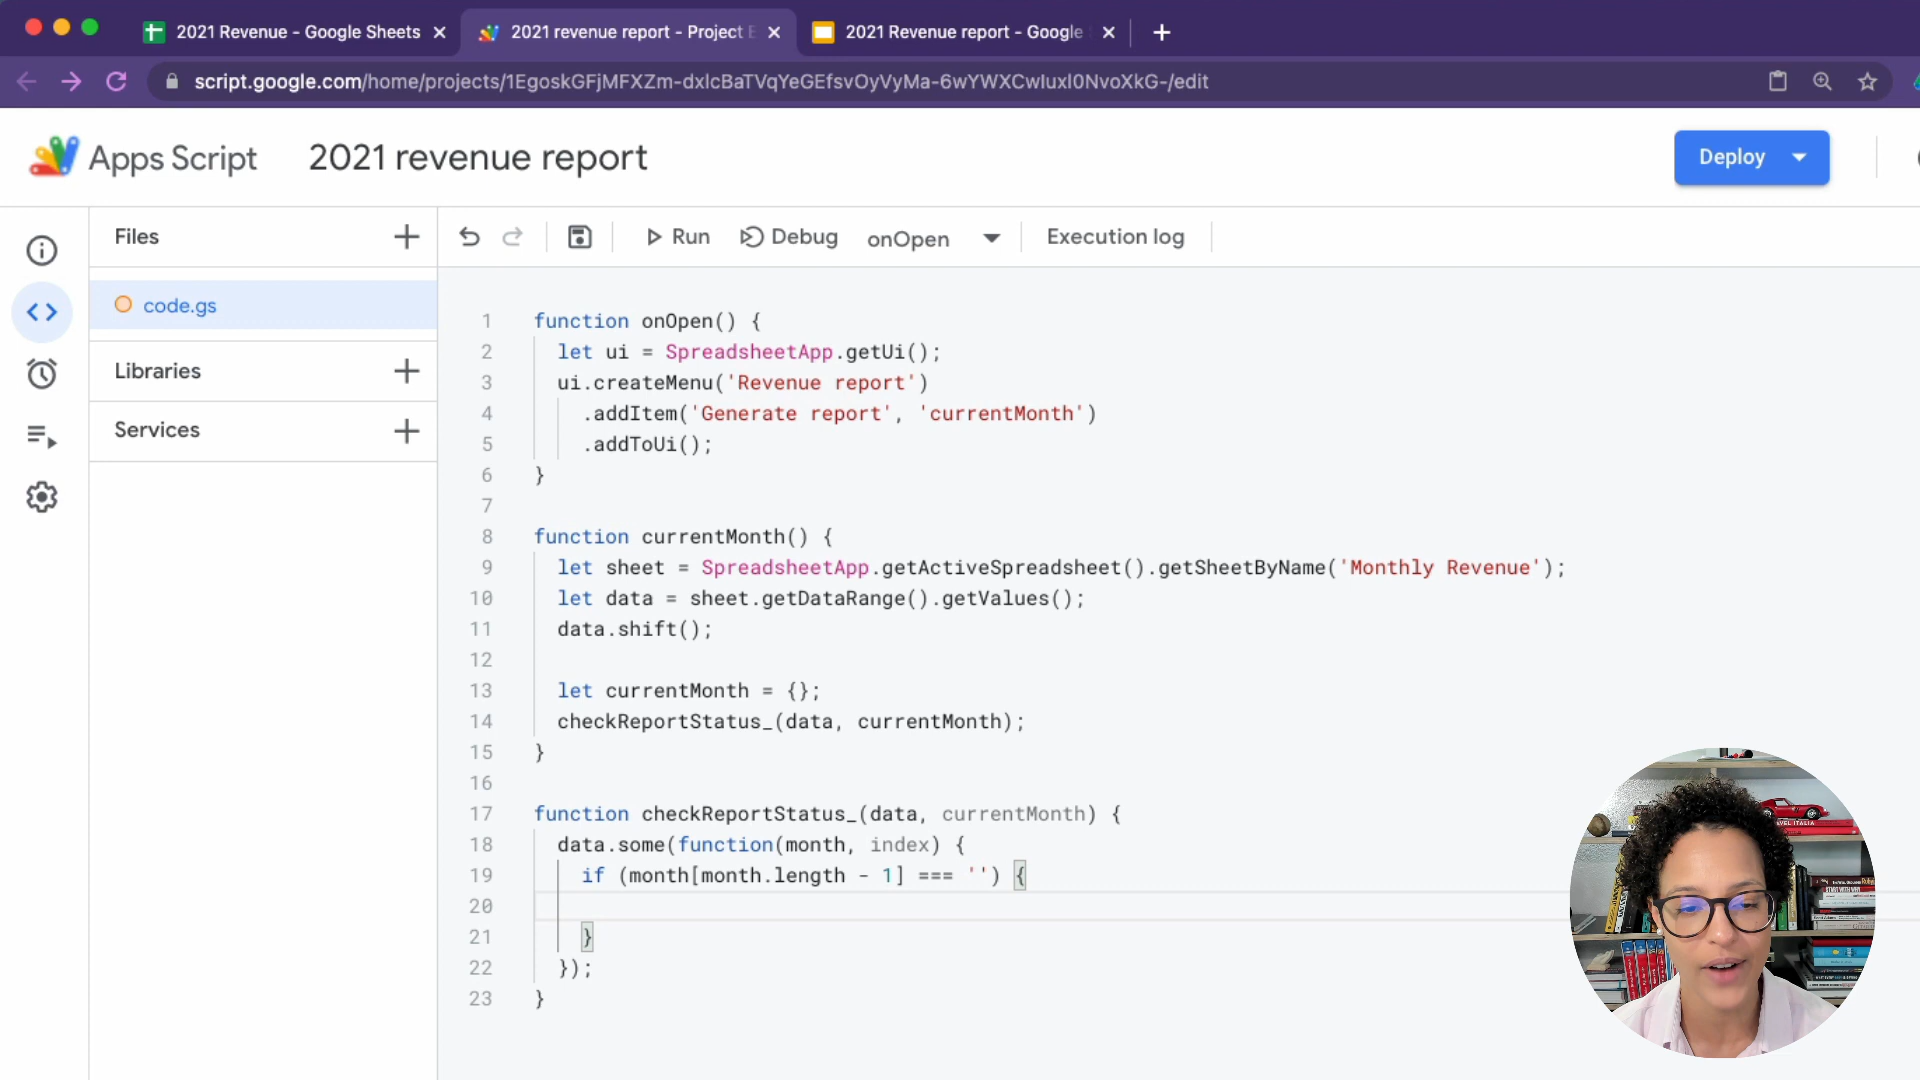 2021 Revenue - Google Sheets
2021 revenue report - Project E
2021 Revenue report - Google
script.google.com/home/projects/1EgoskGFjMFXZm-dxlcBaTVqYeGEfsvOyVyMa-6wYWXCwIuxl0NvoXkG-/edit
Apps Script
2021 revenue report
Deploy
Files
Run
Debug
onOpen
Execution log
code.gs
Libraries
Services
1 function onOpen() {
2 let ui = SpreadsheetApp.getUi();
3 ui.createMenu('Revenue report')
4 .addItem('Generate report', 'currentMonth')
5 .addToUi();
6 }
7
8 function currentMonth() {
9 let sheet = SpreadsheetApp.getActiveSpreadsheet().getSheetByName('Monthly Revenue');
10 let data = sheet.getDataRange().getValues();
11 data.shift();
12
13 let currentMonth = {};
14 checkReportStatus_(data, currentMonth);
15 }
16
17 function checkReportStatus_(data, currentMonth) {
18 data.some(function(month, index) {
19 if (month[month.length - 1] === '') {
20
21 }
22 });
23 }